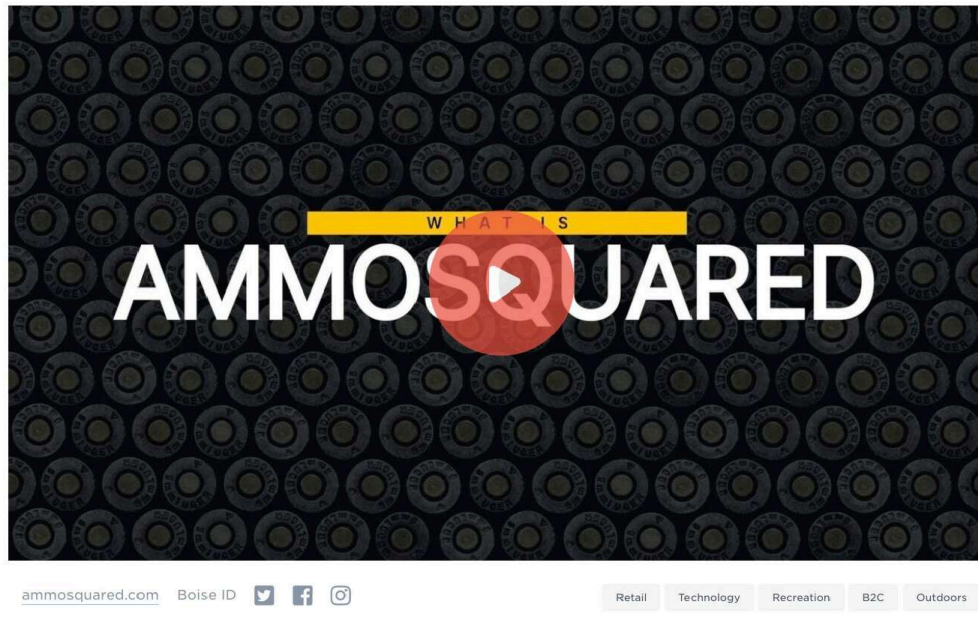 WHAT IS
AMMOSQUARED
ammosquared.com Boise ID
Retail Technology Recreation B2C Outdoors